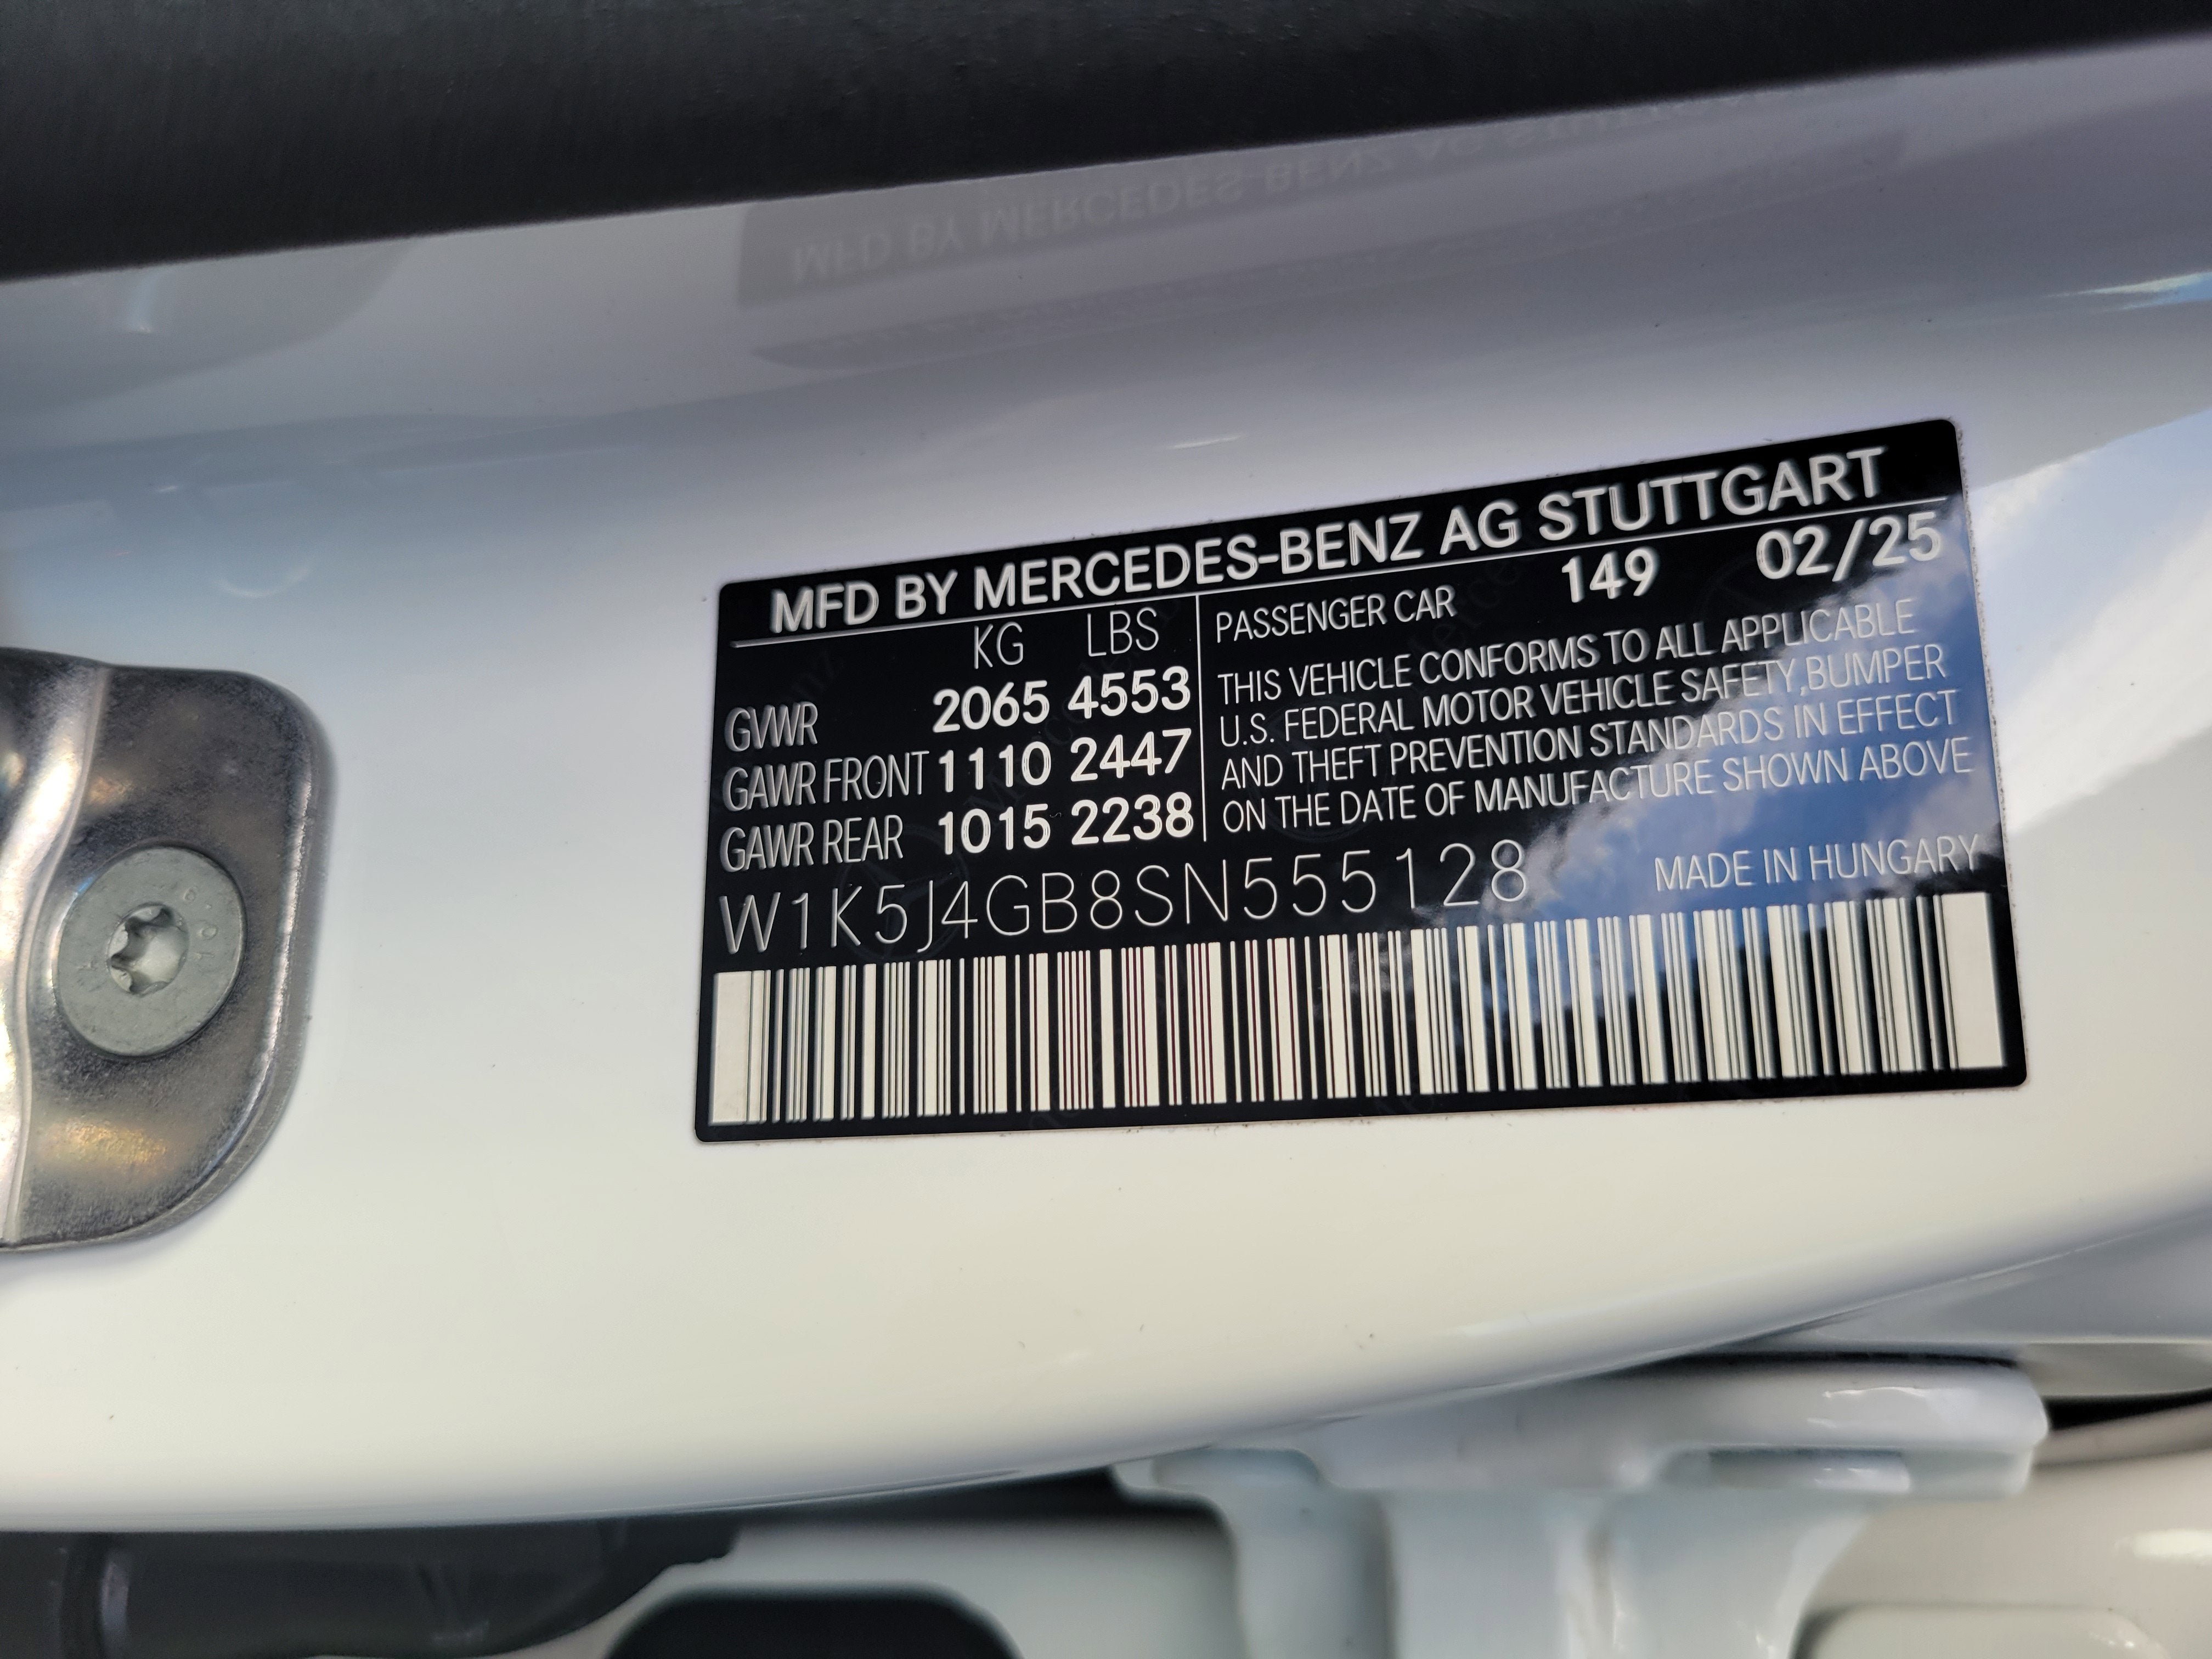 MFD BY MERCEDES-BENZ AG STUTTGART
KG LBS
GVWR 2065 4553
GAWR FRONT 1110 2447
GAWR REAR 1015 2238
PASSENGER CAR 149 02/25
THIS VEHICLE CONFORMS TO ALL APPLICABLE
U.S. FEDERAL MOTOR VEHICLE SAFETY,BUMPER
AND THEFT PREVENTION STANDARDS IN EFFECT
ON THE DATE OF MANUFACTURE SHOWN ABOVE
W1K5J4GB8SN555128
MADE IN HUNGARY